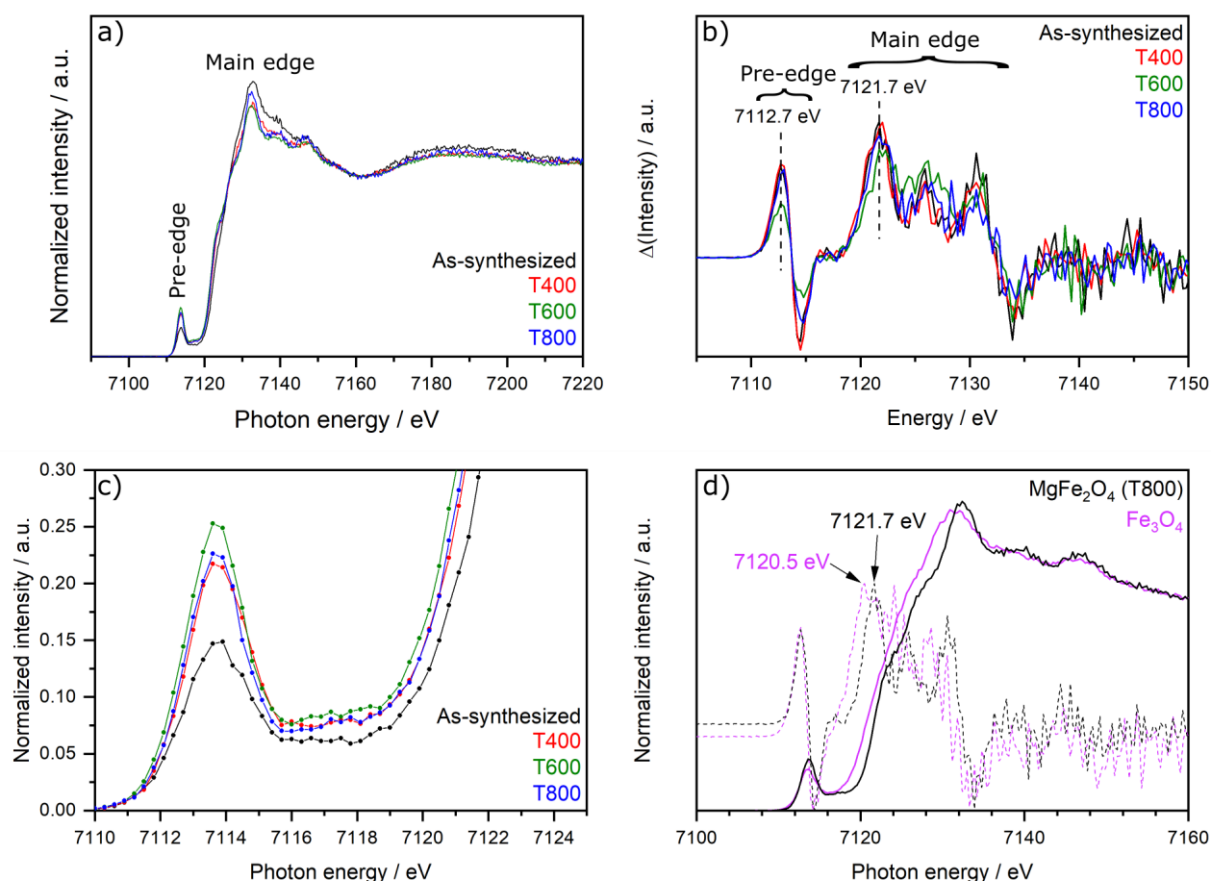 a)
Main edge
Pre-edge
As-synthesized
T400
T600
T800
Normalized intensity / a.u.
7100 7120 7140 7160 7180 7200 7220
Photon energy / eV
b)
Main edge
Pre-edge
7121.7 eV
7112.7 eV
As-synthesized
T400
T600
T800
Δ(Intensity) / a.u.
7110 7120 7130 7140 7150
Energy / eV
c)
0.30
0.25
0.20
0.15
0.10
0.05
0.00
Normalized intensity / a.u.
As-synthesized
T400
T600
T800
7110 7112 7114 7116 7118 7120 7122 7124
Photon energy / eV
d)
MgFe₂O₄ (T800)
Fe₃O₄
7121.7 eV
7120.5 eV
Normalized intensity / a.u.
7100 7120 7140 7160
Photon energy / eV